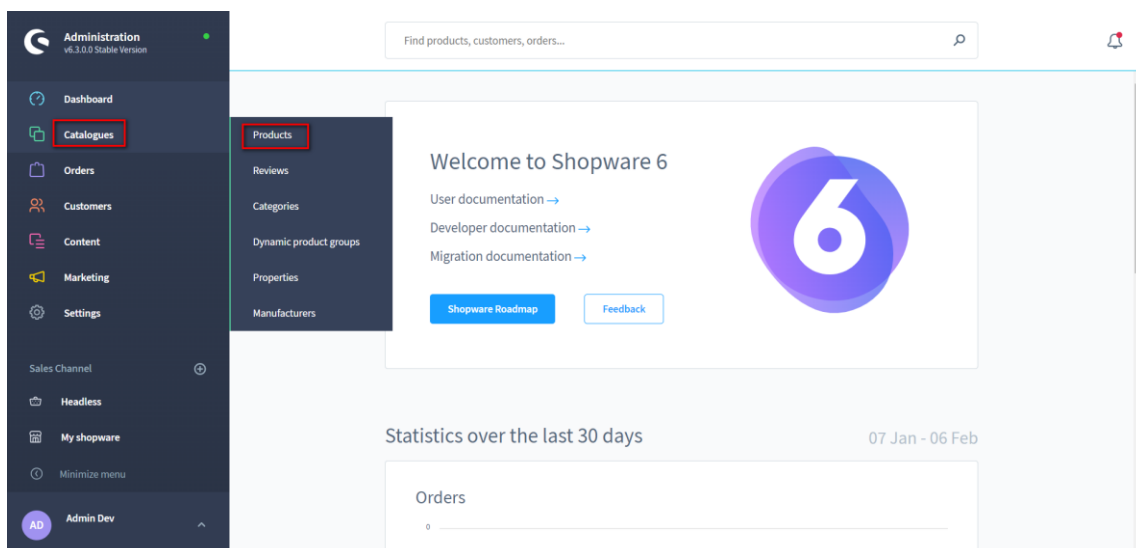 Administration
v6.3.0.0 Stable Version
Find products, customers, orders...
Dashboard
Catalogues
Orders
Customers
Content
Marketing
Settings
Products
Reviews
Categories
Dynamic product groups
Properties
Manufacturers
Sales Channel
Headless
My shopware
Minimize menu
AD
Admin Dev
Welcome to Shopware 6
User documentation →
Developer documentation →
Migration documentation →
Shopware Roadmap
Feedback
6
Statistics over the last 30 days
07 Jan - 06 Feb
Orders
0